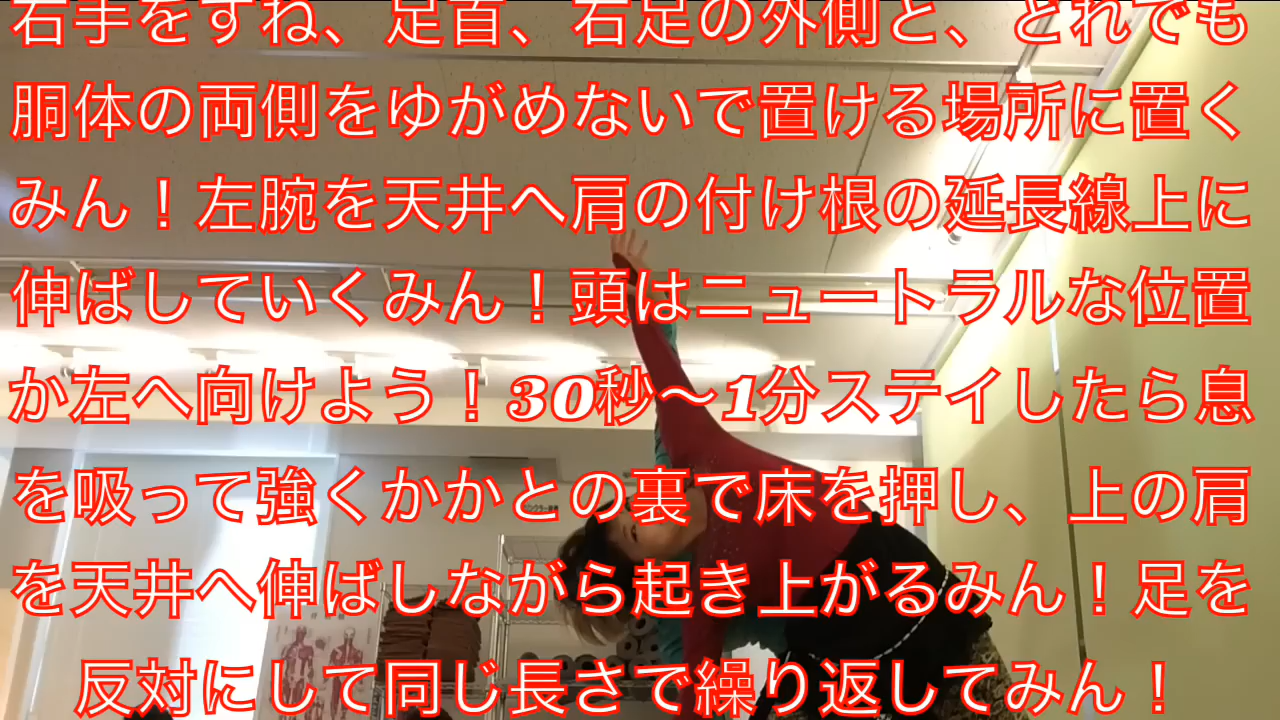 右手をすね、足首、右足の外側と、どれでも
胴体の両側をゆがめないで置ける場所に置く
みん！左腕を天井へ肩の付け根の延長線上に
伸ばしていくみん！頭はニュートラルな位置
か左へ向けよう！30秒〜1分ステイしたら息
を吸って強くかかとの裏で床を押し、上の肩
を天井へ伸ばしながら起き上がるみん！足を
反対にして同じ長さで繰り返してみん！